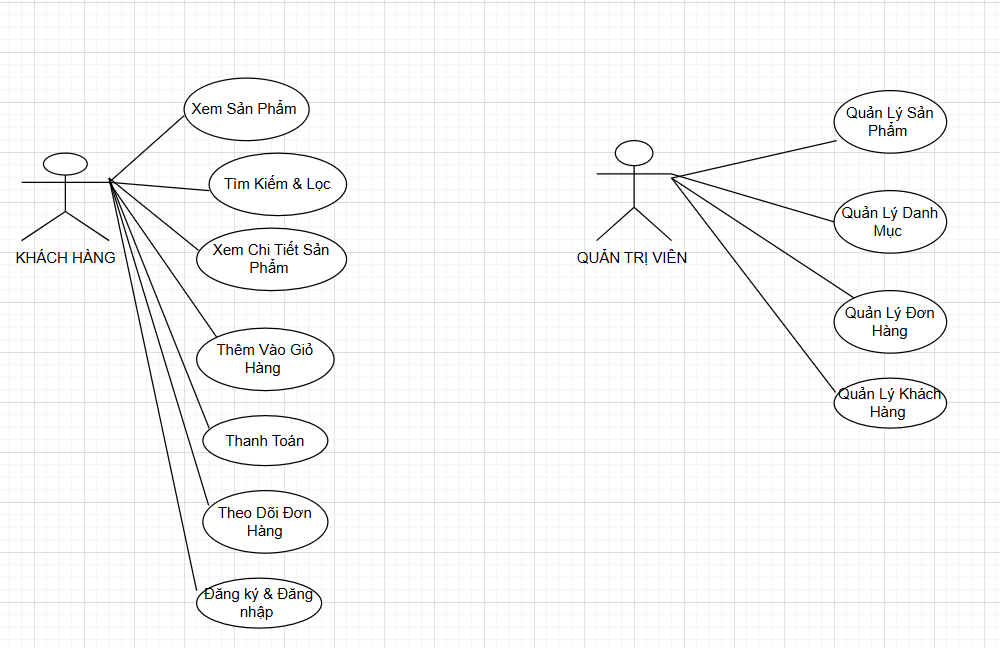 Xem Sản Phẩm
Tìm Kiếm & Lọc
Xem Chi Tiết Sản
Phẩm
KHÁCH HÀNG
Thêm Vào Giỏ
Hàng
Thanh Toán
Theo Dõi Đơn
Hàng
Đăng ký & Đăng
nhập
Quản Lý Sản
Phẩm
Quản Lý Danh
Mục
QUẢN TRỊ VIÊN
Quản Lý Đơn
Hàng
Quản Lý Khách
Hàng